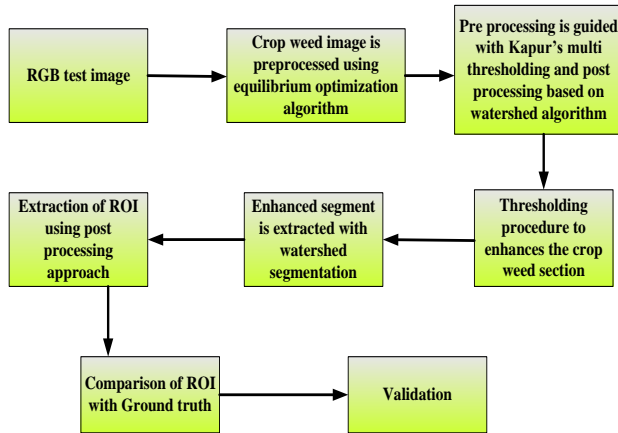 RGB test image
Crop weed image is
preprocessed using
equilibrium optimization
algorithm
Pre processing is guided
with Kapur's multi
thresholding and post
processing based on
watershed algorithm
Extraction of ROI
using post
processing
approach
Enhanced segment
is extracted with
watershed
segmentation
Thresholding
procedure to
enhances the crop
weed section
Comparison of ROI
with Ground truth
Validation